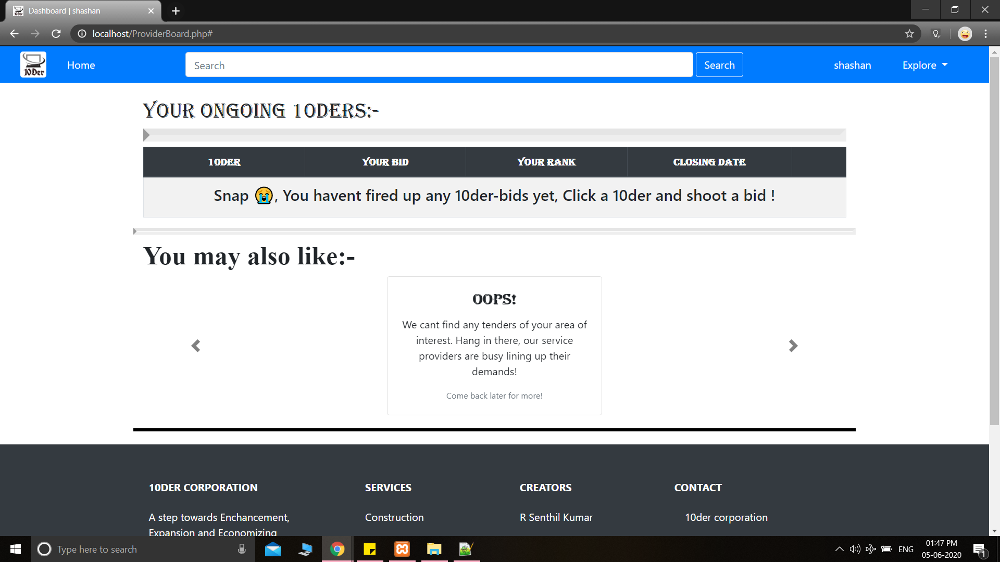 Dashboard | shashan
localhost/ProviderBoard.php#
10Der
Home
Search
Search
shashan
Explore
YOUR ONGOING 10DERS:-
10DER
YOUR BID
YOUR RANK
CLOSING DATE
Snap 😭, You havent fired up any 10der-bids yet, Click a 10der and shoot a bid !
You may also like:-
OOPS!
We cant find any tenders of your area of
interest. Hang in there, our service
providers are busy lining up their
demands!
Come back later for more!
10DER CORPORATION
SERVICES
CREATORS
CONTACT
A step towards Enchancement,
Expansion and Economizing
Construction
R Senthil Kumar
10der corporation
Type here to search
ENG
01:47 PM
05-06-2020
1